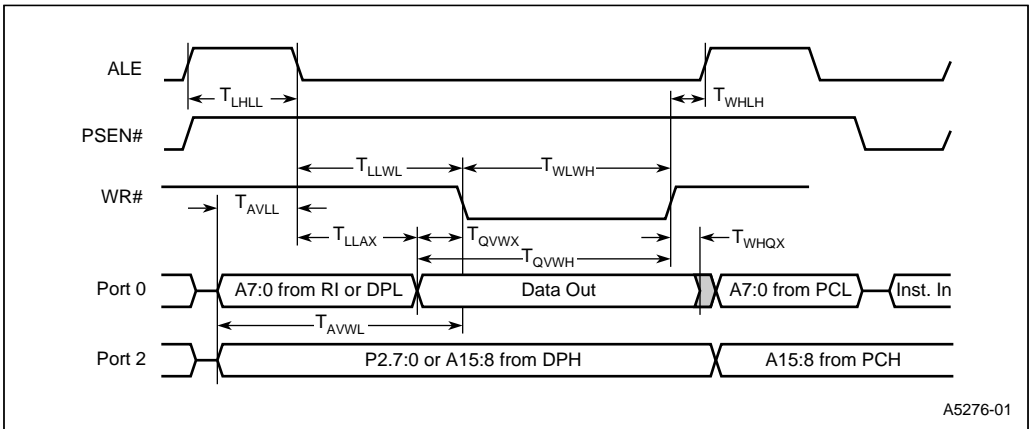 ALE
T_LHLL
T_WHLH
PSEN#
T_LLWL
T_WLWH
WR#
T_AVLL
T_LLAX
T_QVWX
T_WHQX
T_QVWH
Port 0
A7:0 from RI or DPL
Data Out
A7:0 from PCL
Inst. In
T_AVWL
Port 2
P2.7:0 or A15:8 from DPH
A15:8 from PCH
A5276-01